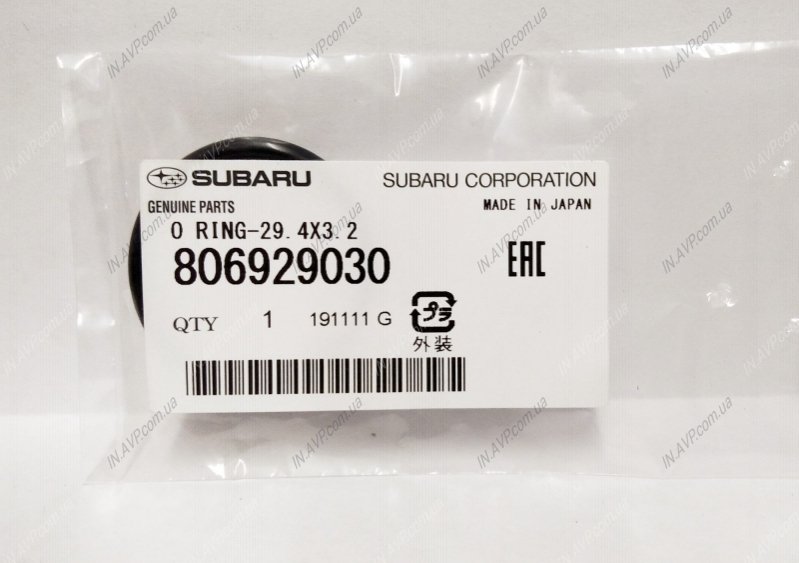 SUBARU SUBARU CORPORATION
GENUINE PARTS MADE IN JAPAN
O RING-29.4X3.2
806929030 EAC
QTY 1 191111 G プラ
外装
IN.AVP.com.ua